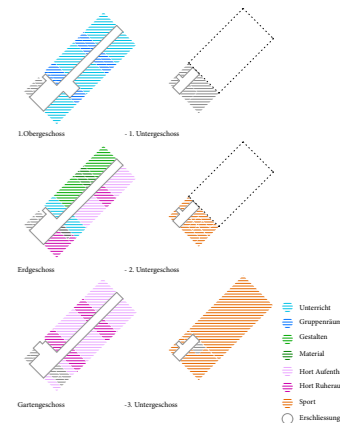 1.Obergeschoss
- 1. Untergeschoss
Erdgeschoss
- 2. Untergeschoss
Gartengeschoss
-3. Untergeschoss
Unterricht
Gruppenräun
Gestalten
Material
Hort Aufenth
Hort Ruherau
Sport
Erschliessung